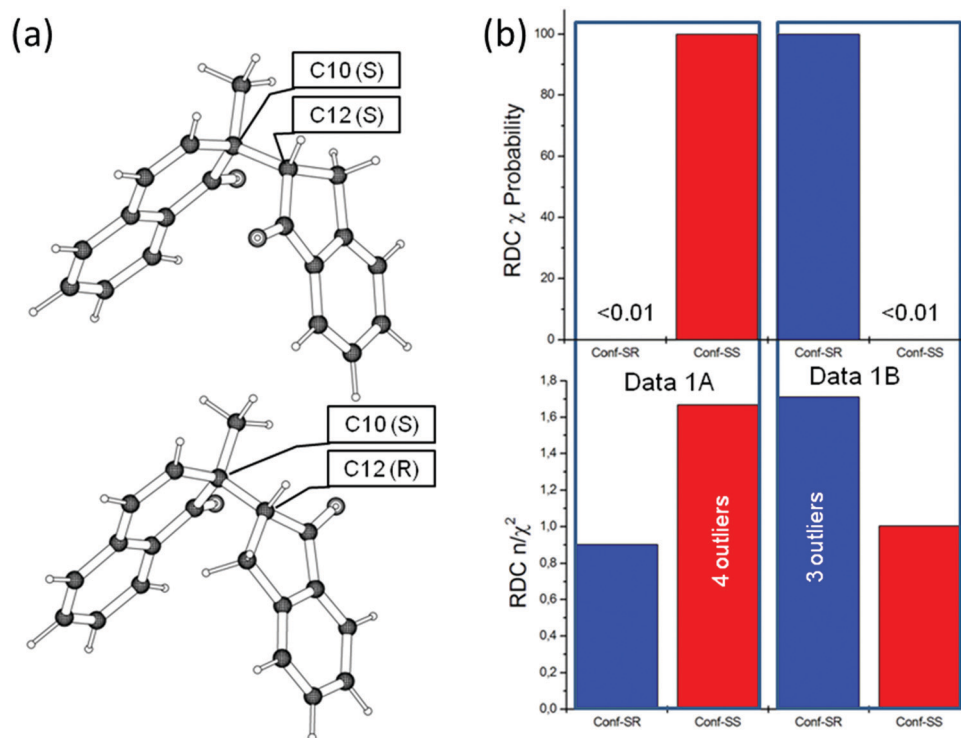 (a)
C10 (S)
C12 (S)
C10 (S)
C12 (R)
(b)
RDC χ Probability
100
80
60
40
20
0
<0.01
<0.01
Conf-SR
Conf-SS
Conf-SR
Conf-SS
RDC n/χ²
1,8
1,6
1,4
1,2
1,0
0,8
0,6
0,4
0,2
0,0
Data 1A
Data 1B
4 outliers
3 outliers
Conf-SR
Conf-SS
Conf-SR
Conf-SS